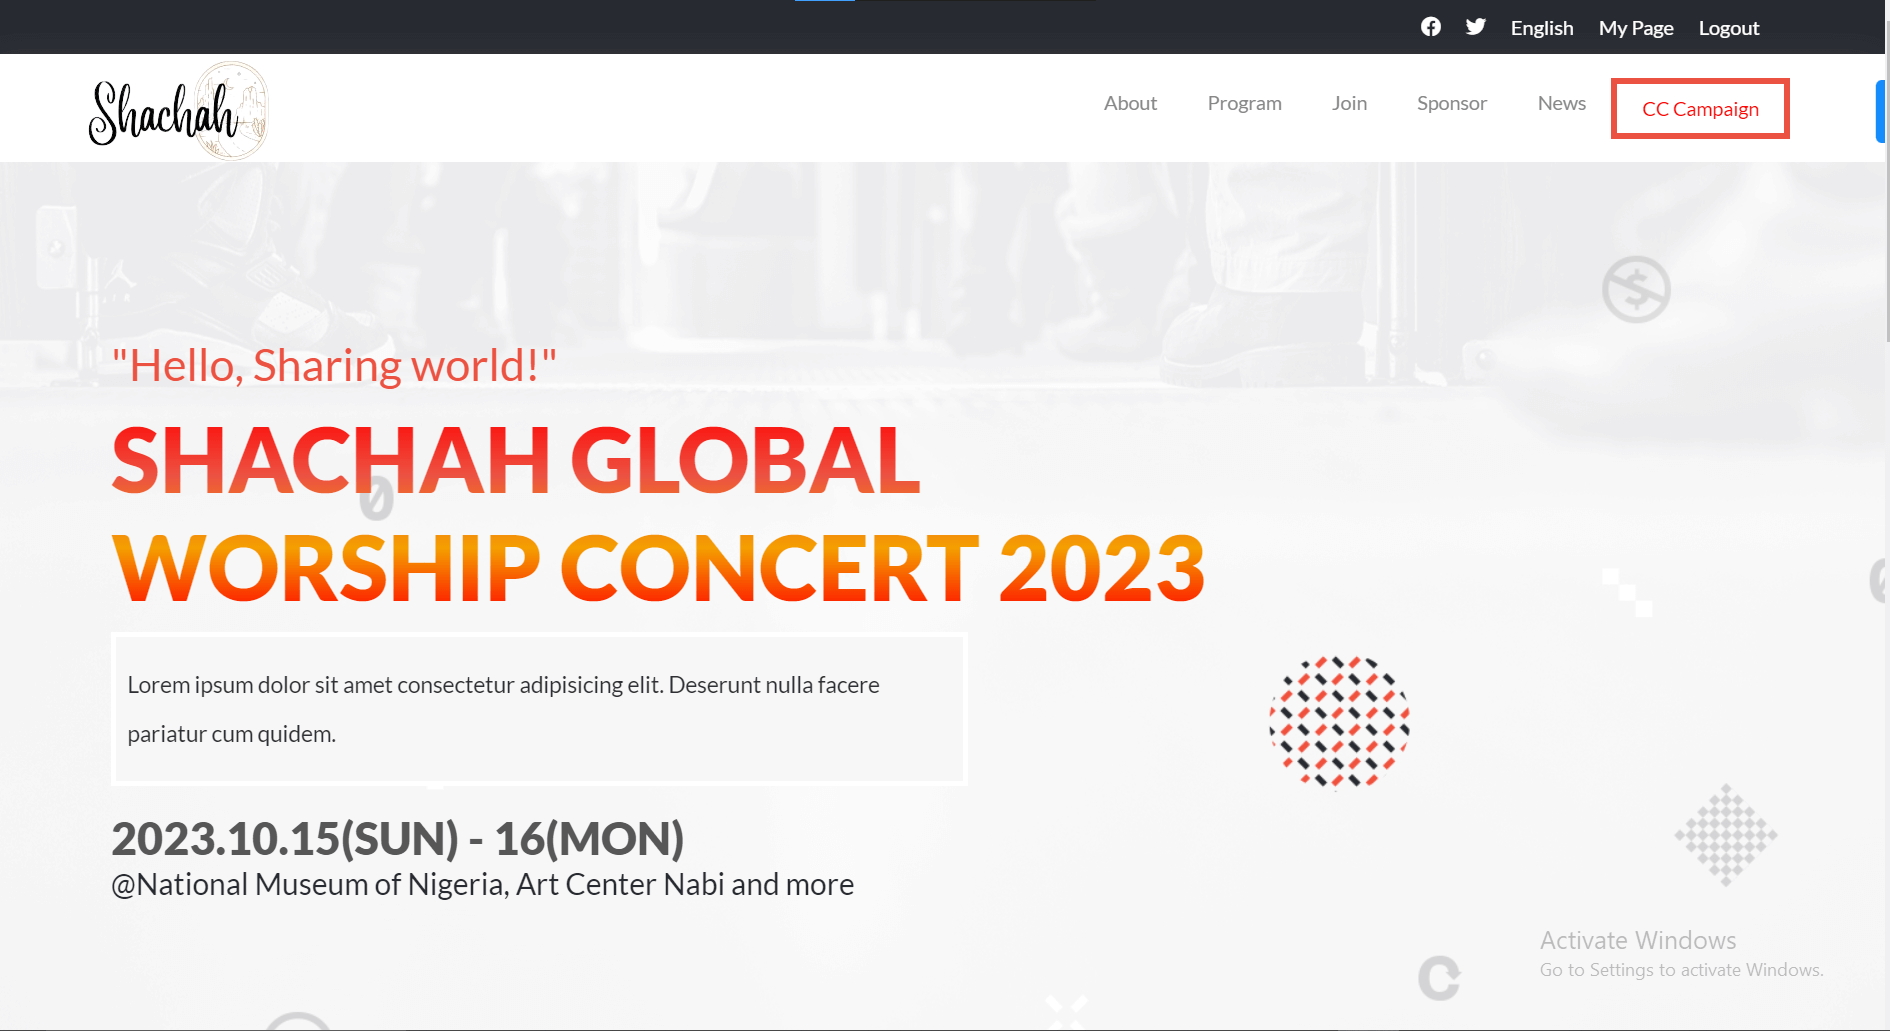 English My Page Logout
Shachah
About Program Join Sponsor News CC Campaign
"Hello, Sharing world!"
SHACHAH GLOBAL
WORSHIP CONCERT 2023
Lorem ipsum dolor sit amet consectetur adipisicing elit. Deserunt nulla facere
pariatur cum quidem.
2023.10.15(SUN) - 16(MON)
@National Museum of Nigeria, Art Center Nabi and more
Activate Windows
Go to Settings to activate Windows.